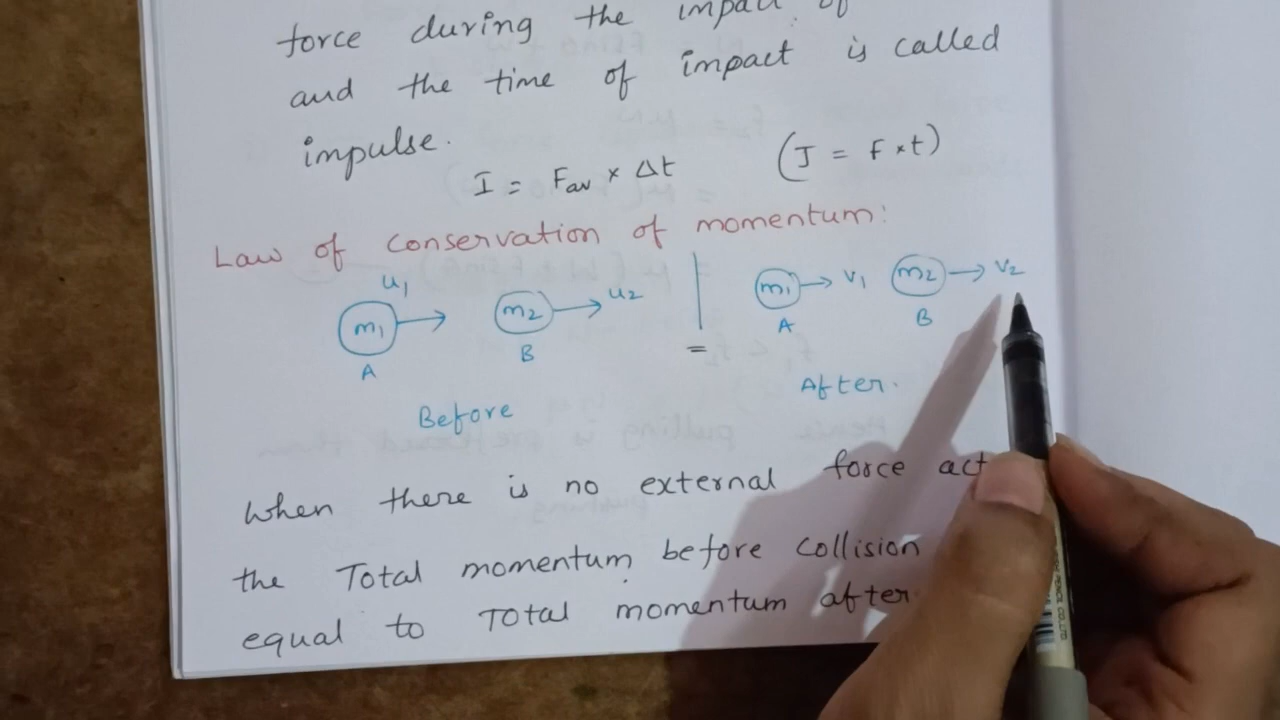 force during the impact of
and the time of impact is called
impulse.
I = Fav × Δt (J = F × t)
Law of conservation of momentum:
u1 u2 v1 v2
m1 m2 m1 m2
A B = A B
Before After.
when there is no external force act
the Total momentum before collision
equal to Total momentum after